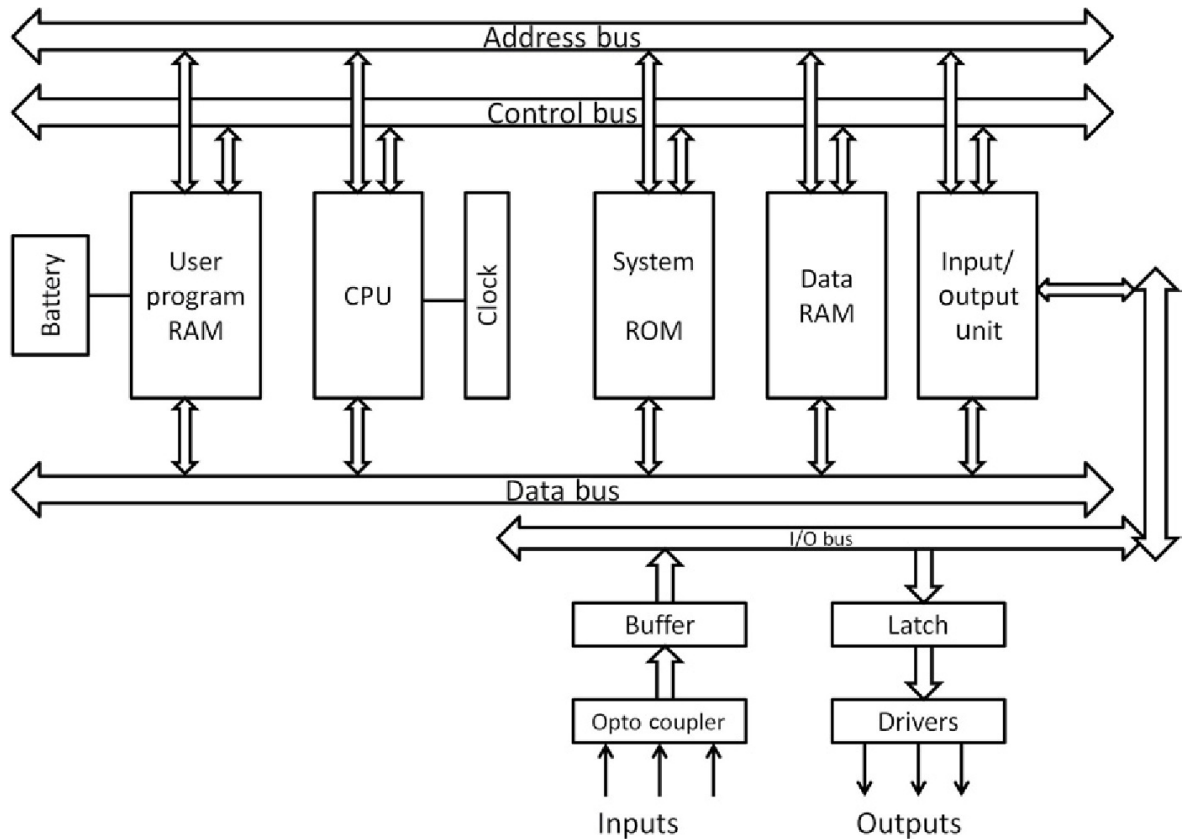 Address bus
Control bus
Battery
User
program
RAM
CPU
Clock
System
ROM
Data
RAM
Input/
output
unit
Data bus
I/O bus
Buffer
Latch
Opto coupler
Drivers
Inputs
Outputs